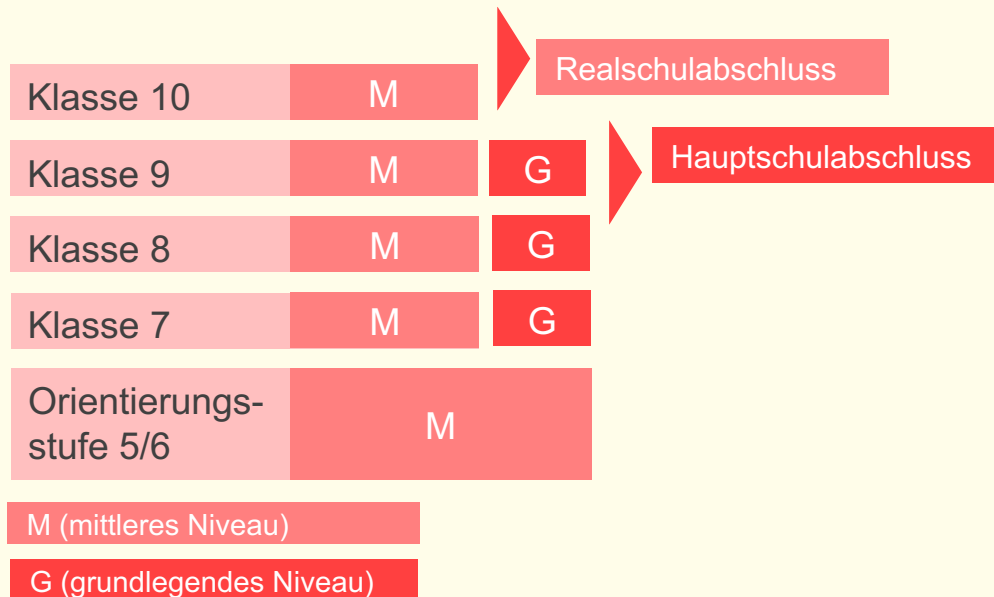 Realschulabschluss
Klasse 10 M
Hauptschulabschluss
Klasse 9 M G
Klasse 8 M G
Klasse 7 M G
Orientierungs-
stufe 5/6
M
M (mittleres Niveau)
G (grundlegendes Niveau)